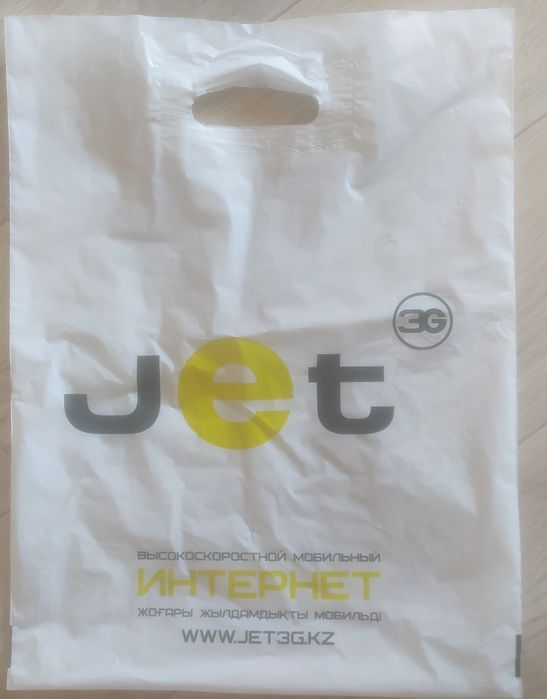 3G
Jet
ВЫСОКОСКОРОСТНОЙ МОБИЛЬНЫЙ
ИНТЕРНЕТ
ЖОҒАРЫ ЖЫЛДАМДЫҚТЫ МОБИЛЬДІ
WWW.JET3G.KZ